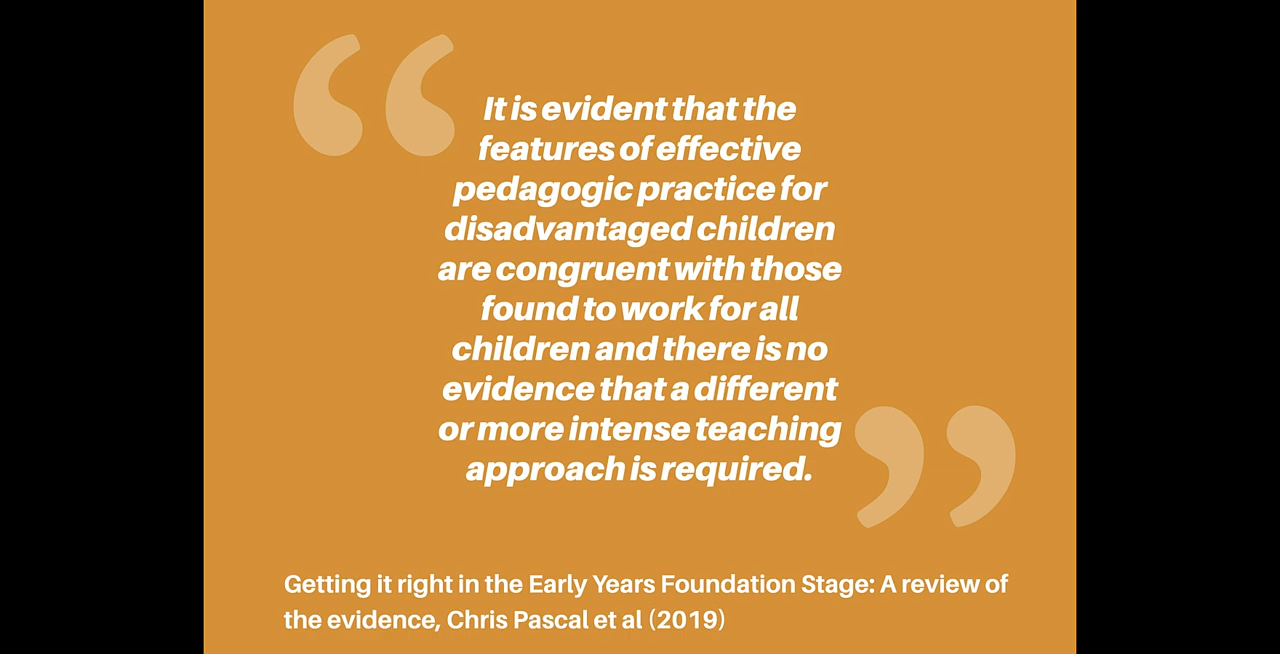 It is evident that the
features of effective
pedagogic practice for
disadvantaged children
are congruent with those
found to work for all
children and there is no
evidence that a different
or more intense teaching
approach is required.
Getting it right in the Early Years Foundation Stage: A review of
the evidence, Chris Pascal et al (2019)